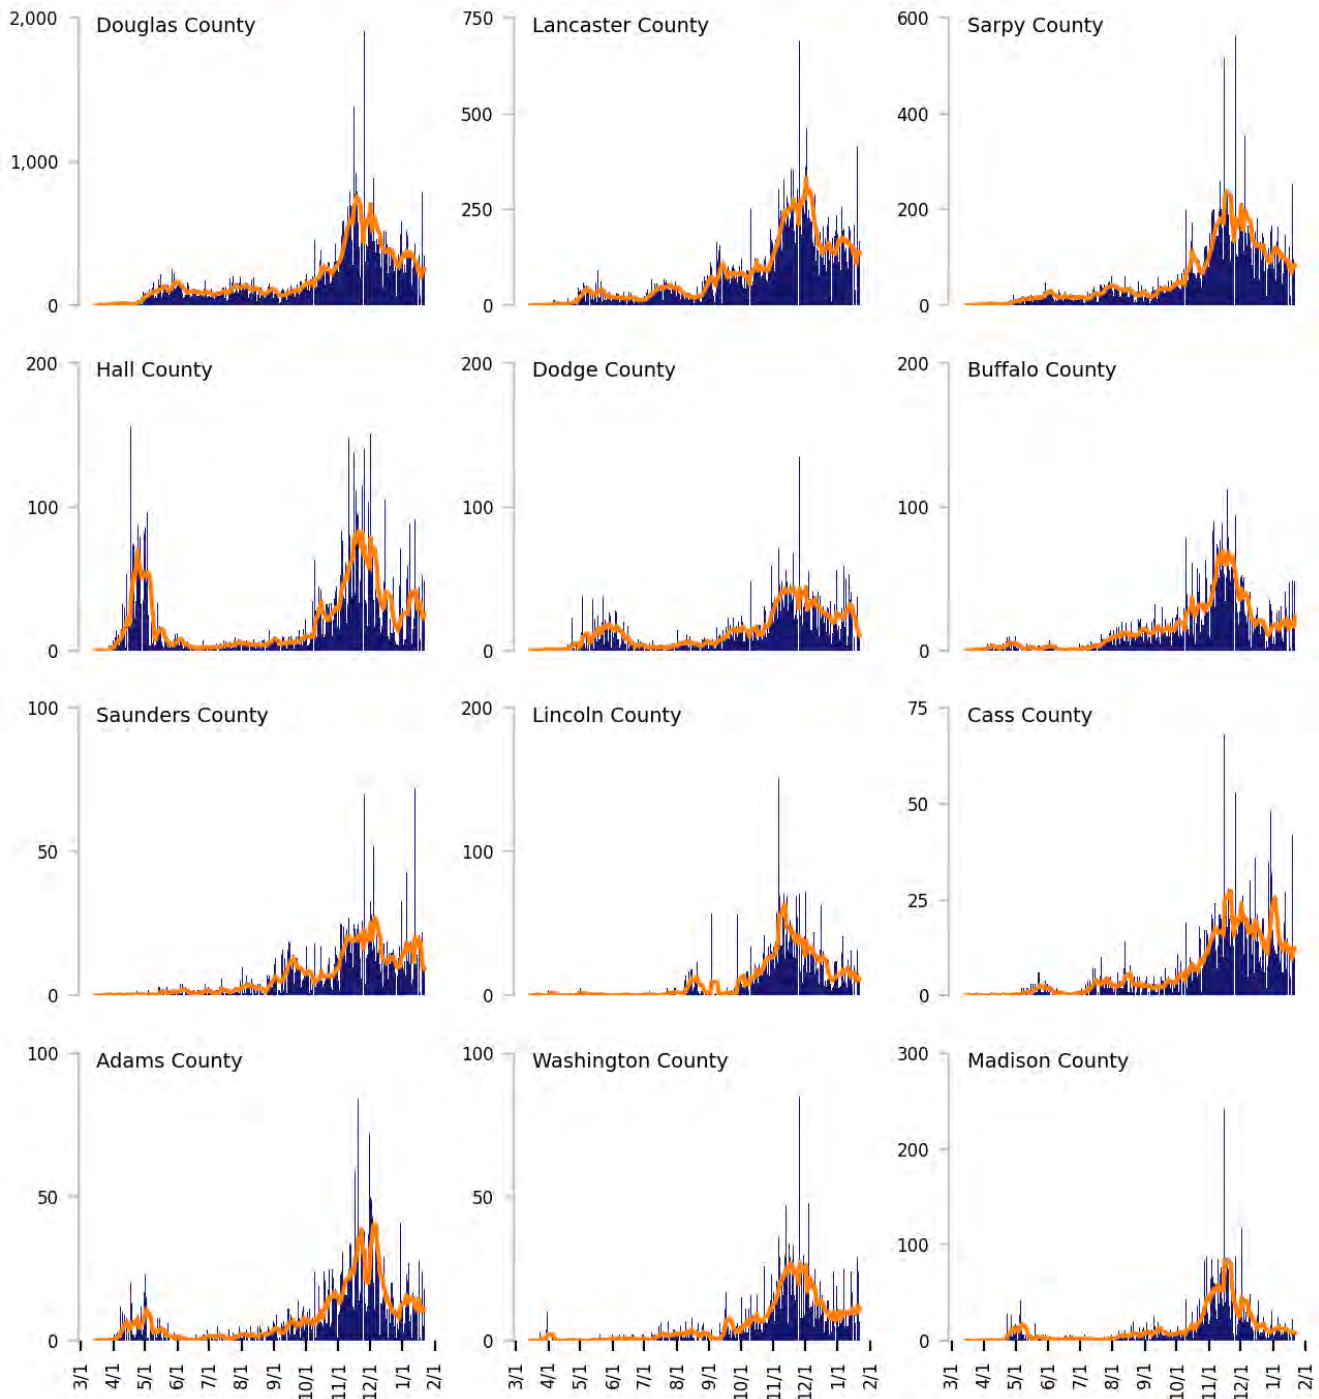 2,000
Douglas County
1,000
0
750
Lancaster County
500
250
0
600
Sarpy County
400
200
0
200
Hall County
100
0
200
Dodge County
100
0
200
Buffalo County
100
0
100
Saunders County
50
0
200
Lincoln County
100
0
75
Cass County
50
25
0
100
Adams County
50
0
100
Washington County
50
0
300
Madison County
200
100
0
3/1 4/1 5/1 6/1 7/1 8/1 9/1 10/1 11/1 12/1 1/1 2/1
3/1 4/1 5/1 6/1 7/1 8/1 9/1 10/1 11/1 12/1 1/1 2/1
3/1 4/1 5/1 6/1 7/1 8/1 9/1 10/1 11/1 12/1 1/1 2/1